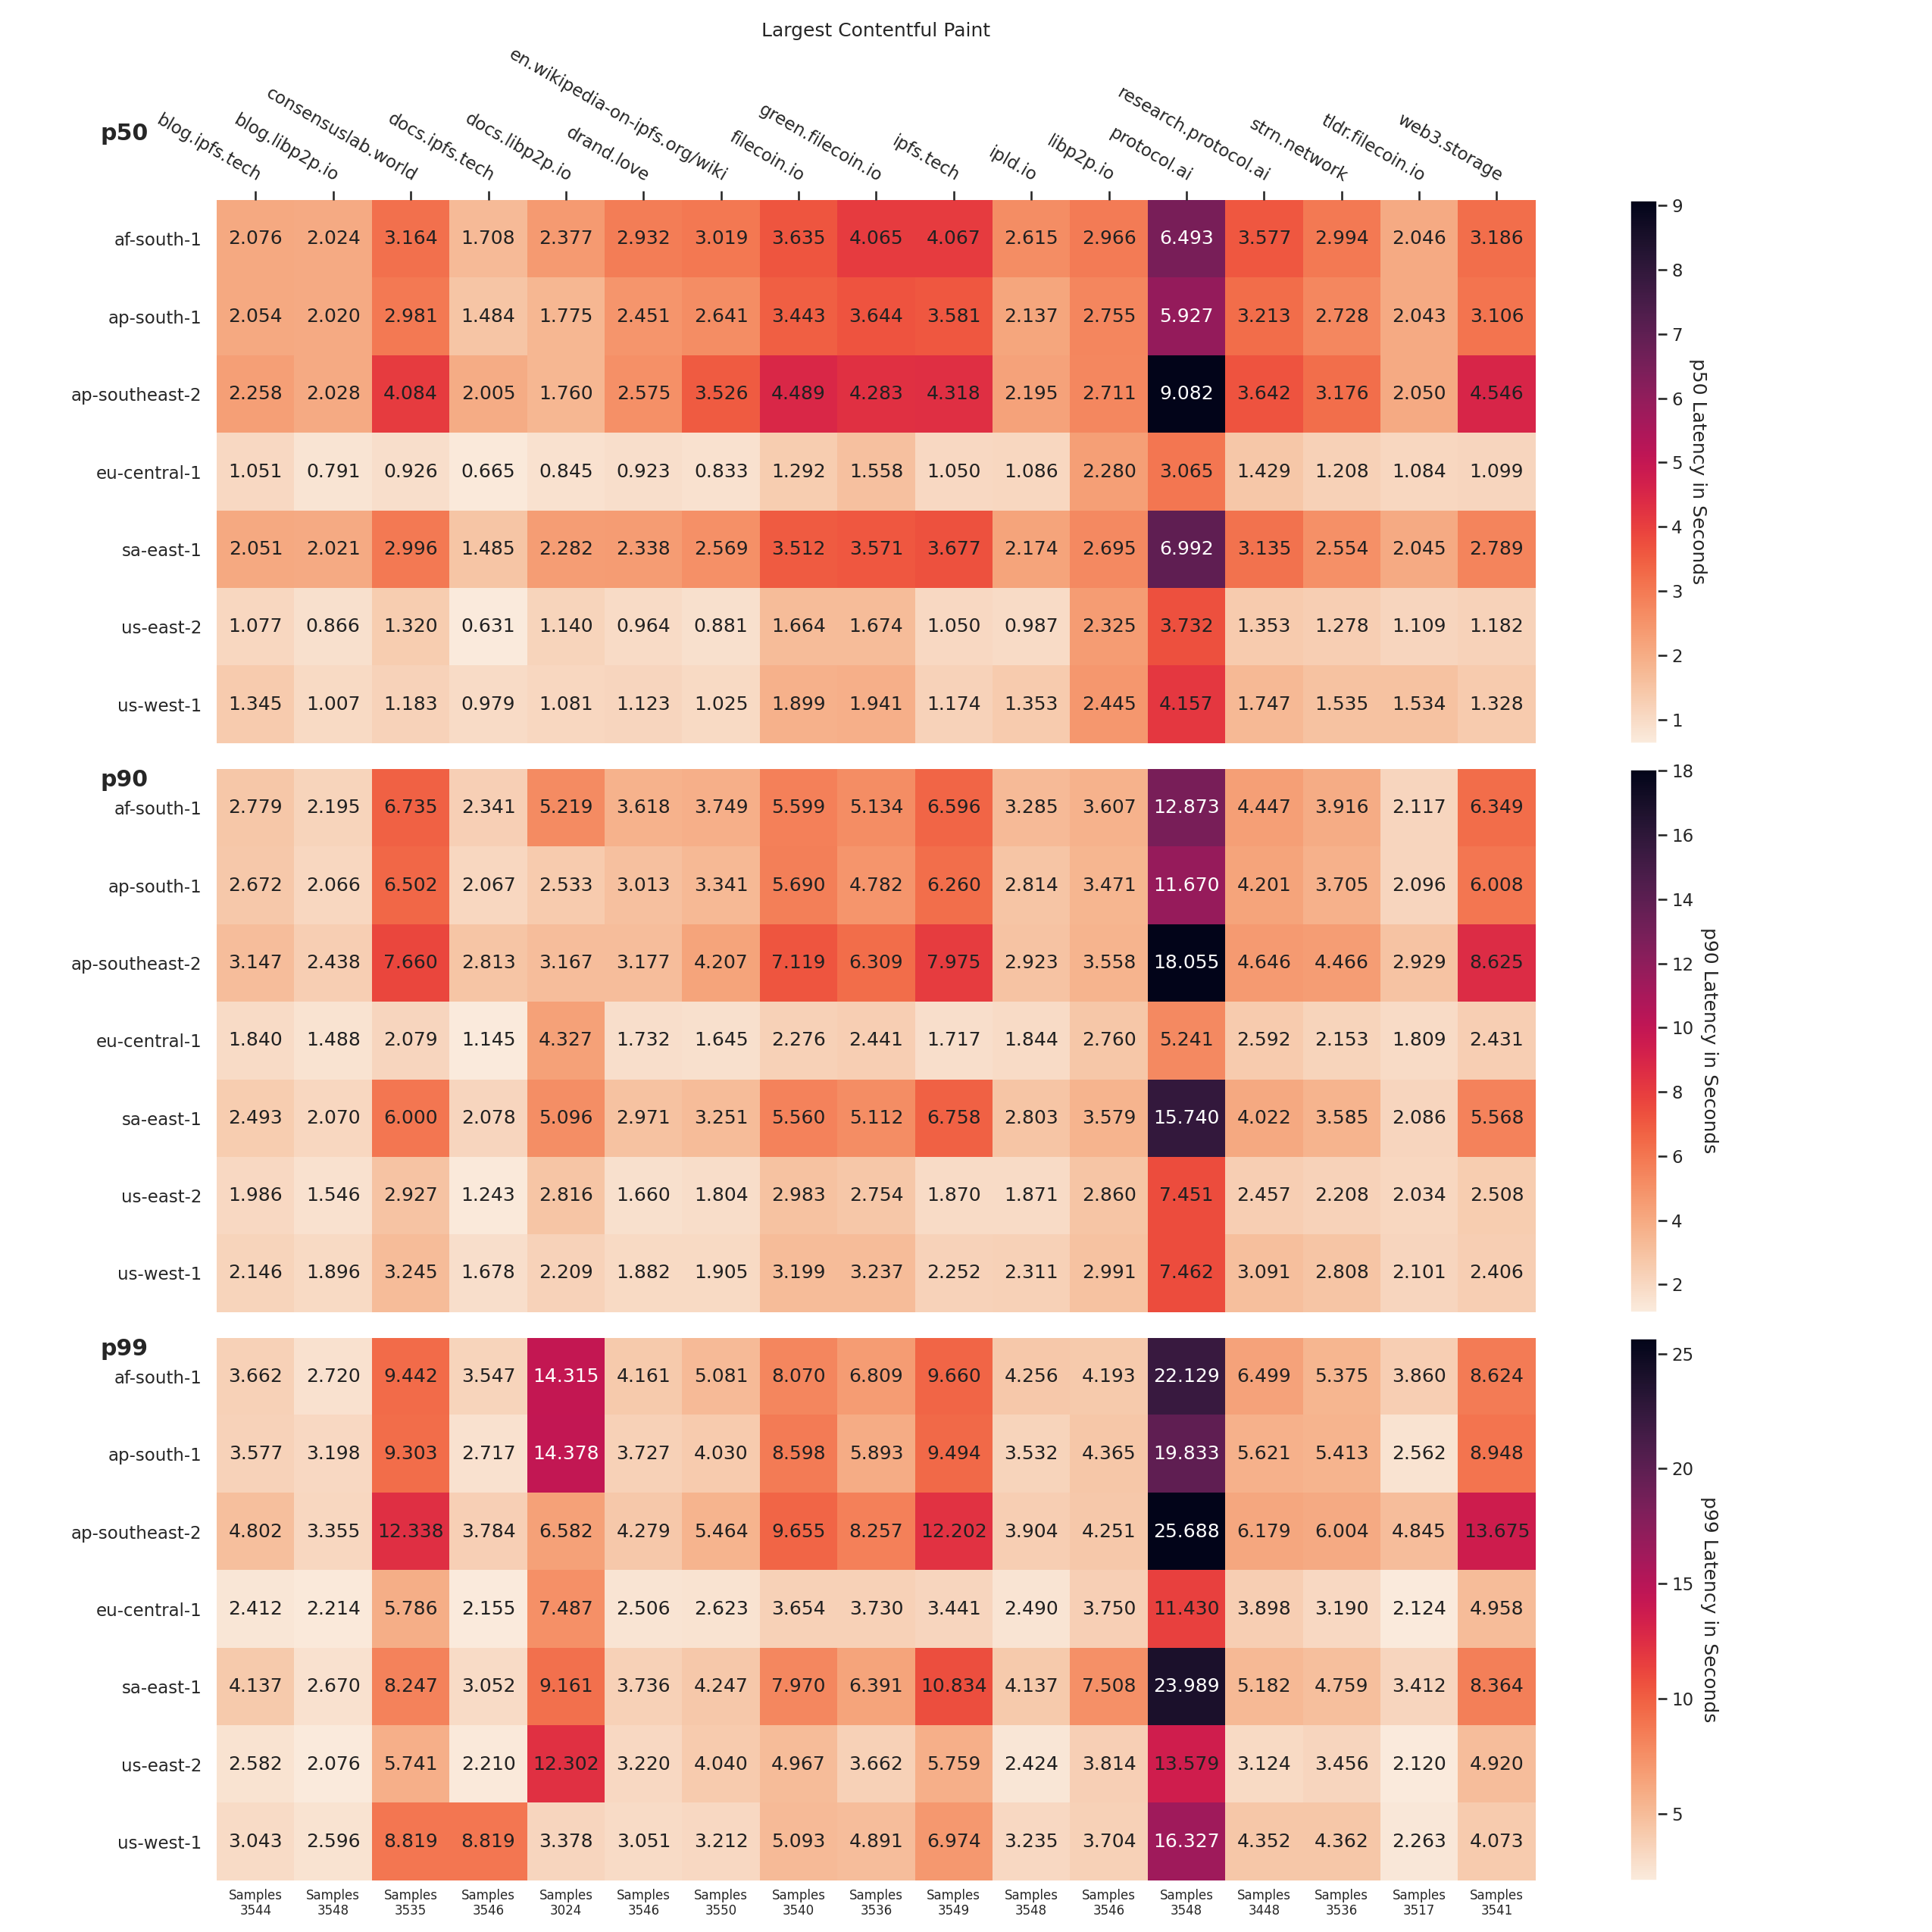 Largest Contentful Paint
p50
blog.ipfs.tech
blog.libp2p.io
consensuslab.world
docs.ipfs.tech
docs.libp2p.io
drand.love
en.wikipedia-on-ipfs.org/wiki
filecoin.io
green.filecoin.io
ipfs.tech
ipld.io
libp2p.io
protocol.ai
research.protocol.ai
strn.network
tldr.filecoin.io
web3.storage
af-south-1 2.076 2.024 3.164 1.708 2.377 2.932 3.019 3.635 4.065 4.067 2.615 2.966 6.493 3.577 2.994 2.046 3.186
ap-south-1 2.054 2.020 2.981 1.484 1.775 2.451 2.641 3.443 3.644 3.581 2.137 2.755 5.927 3.213 2.728 2.043 3.106
ap-southeast-2 2.258 2.028 4.084 2.005 1.760 2.575 3.526 4.489 4.283 4.318 2.195 2.711 9.082 3.642 3.176 2.050 4.546
eu-central-1 1.051 0.791 0.926 0.665 0.845 0.923 0.833 1.292 1.558 1.050 1.086 2.280 3.065 1.429 1.208 1.084 1.099
sa-east-1 2.051 2.021 2.996 1.485 2.282 2.338 2.569 3.512 3.571 3.677 2.174 2.695 6.992 3.135 2.554 2.045 2.789
us-east-2 1.077 0.866 1.320 0.631 1.140 0.964 0.881 1.664 1.674 1.050 0.987 2.325 3.732 1.353 1.278 1.109 1.182
us-west-1 1.345 1.007 1.183 0.979 1.081 1.123 1.025 1.899 1.941 1.174 1.353 2.445 4.157 1.747 1.535 1.534 1.328
9
8
7
6
5
4
3
2
1
p50 Latency in Seconds
p90
af-south-1 2.779 2.195 6.735 2.341 5.219 3.618 3.749 5.599 5.134 6.596 3.285 3.607 12.873 4.447 3.916 2.117 6.349
ap-south-1 2.672 2.066 6.502 2.067 2.533 3.013 3.341 5.690 4.782 6.260 2.814 3.471 11.670 4.201 3.705 2.096 6.008
ap-southeast-2 3.147 2.438 7.660 2.813 3.167 3.177 4.207 7.119 6.309 7.975 2.923 3.558 18.055 4.646 4.466 2.929 8.625
eu-central-1 1.840 1.488 2.079 1.145 4.327 1.732 1.645 2.276 2.441 1.717 1.844 2.760 5.241 2.592 2.153 1.809 2.431
sa-east-1 2.493 2.070 6.000 2.078 5.096 2.971 3.251 5.560 5.112 6.758 2.803 3.579 15.740 4.022 3.585 2.086 5.568
us-east-2 1.986 1.546 2.927 1.243 2.816 1.660 1.804 2.983 2.754 1.870 1.871 2.860 7.451 2.457 2.208 2.034 2.508
us-west-1 2.146 1.896 3.245 1.678 2.209 1.882 1.905 3.199 3.237 2.252 2.311 2.991 7.462 3.091 2.808 2.101 2.406
18
16
14
12
10
8
6
4
2
p90 Latency in Seconds
p99
af-south-1 3.662 2.720 9.442 3.547 14.315 4.161 5.081 8.070 6.809 9.660 4.256 4.193 22.129 6.499 5.375 3.860 8.624
ap-south-1 3.577 3.198 9.303 2.717 14.378 3.727 4.030 8.598 5.893 9.494 3.532 4.365 19.833 5.621 5.413 2.562 8.948
ap-southeast-2 4.802 3.355 12.338 3.784 6.582 4.279 5.464 9.655 8.257 12.202 3.904 4.251 25.688 6.179 6.004 4.845 13.675
eu-central-1 2.412 2.214 5.786 2.155 7.487 2.506 2.623 3.654 3.730 3.441 2.490 3.750 11.430 3.898 3.190 2.124 4.958
sa-east-1 4.137 2.670 8.247 3.052 9.161 3.736 4.247 7.970 6.391 10.834 4.137 7.508 23.989 5.182 4.759 3.412 8.364
us-east-2 2.582 2.076 5.741 2.210 12.302 3.220 4.040 4.967 3.662 5.759 2.424 3.814 13.579 3.124 3.456 2.120 4.920
us-west-1 3.043 2.596 8.819 8.819 3.378 3.051 3.212 5.093 4.891 6.974 3.235 3.704 16.327 4.352 4.362 2.263 4.073
25
20
15
10
5
p99 Latency in Seconds
Samples Samples Samples Samples Samples Samples Samples Samples Samples Samples Samples Samples Samples Samples Samples Samples Samples
3544 3548 3535 3546 3024 3546 3550 3540 3536 3549 3548 3546 3548 3448 3536 3517 3541